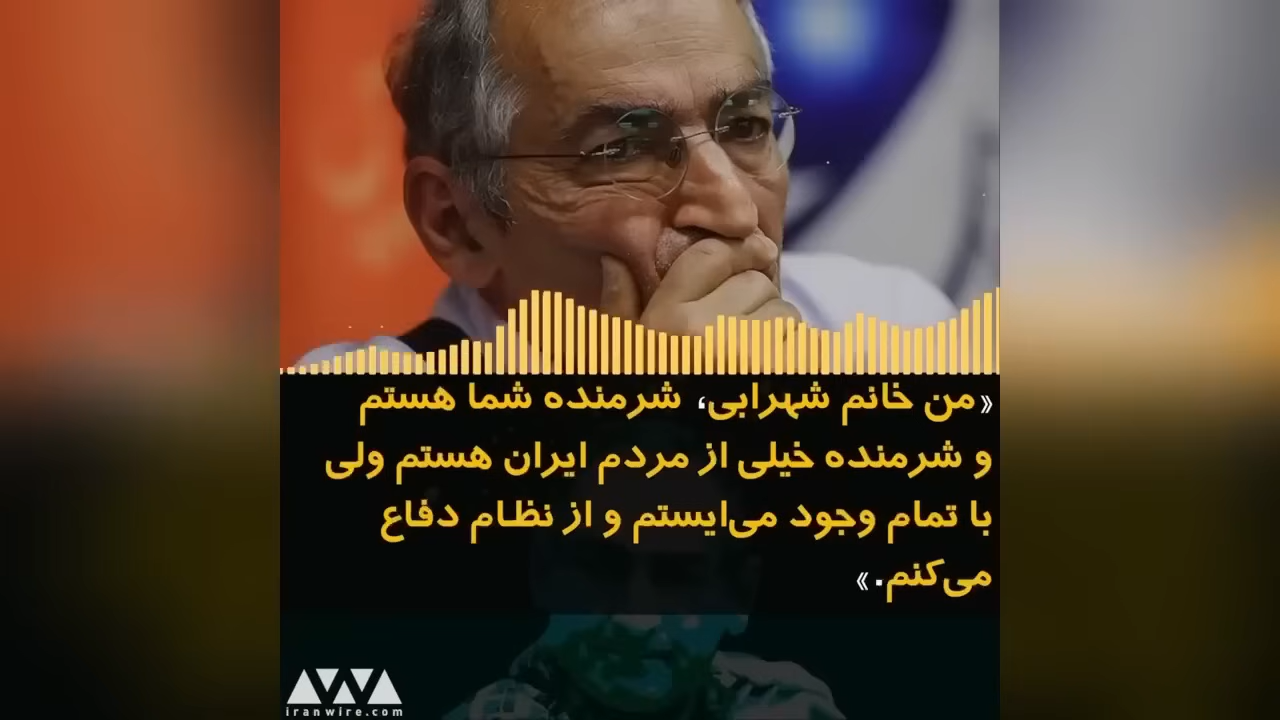 «من خانم شهرابی، شرمنده شما هستم
و شرمنده خیلی از مردم ایران هستم ولی
با تمام وجود می‌ایستم و از نظام دفاع
می‌کنم.»
iranwire.com